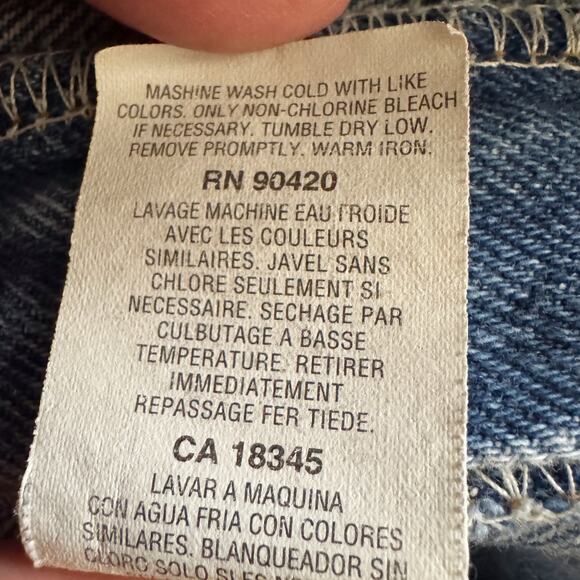 MASHINE WASH COLD WITH LIKE
COLORS. ONLY NON-CHLORINE BLEACH
IF NECESSARY. TUMBLE DRY LOW.
REMOVE PROMPTLY. WARM IRON.
RN 90420
LAVAGE MACHINE EAU FROIDE
AVEC LES COULEURS
SIMILAIRES. JAVEL SANS
CHLORE SEULEMENT SI
NECESSAIRE. SECHAGE PAR
CULBUTAGE A BASSE
TEMPERATURE. RETIRER
IMMEDIATEMENT
REPASSAGE FER TIEDE.
CA 18345
LAVAR A MAQUINA
CON AGUA FRIA CON COLORES
SIMILARES. BLANQUEADOR SIN
CLORO SOLO